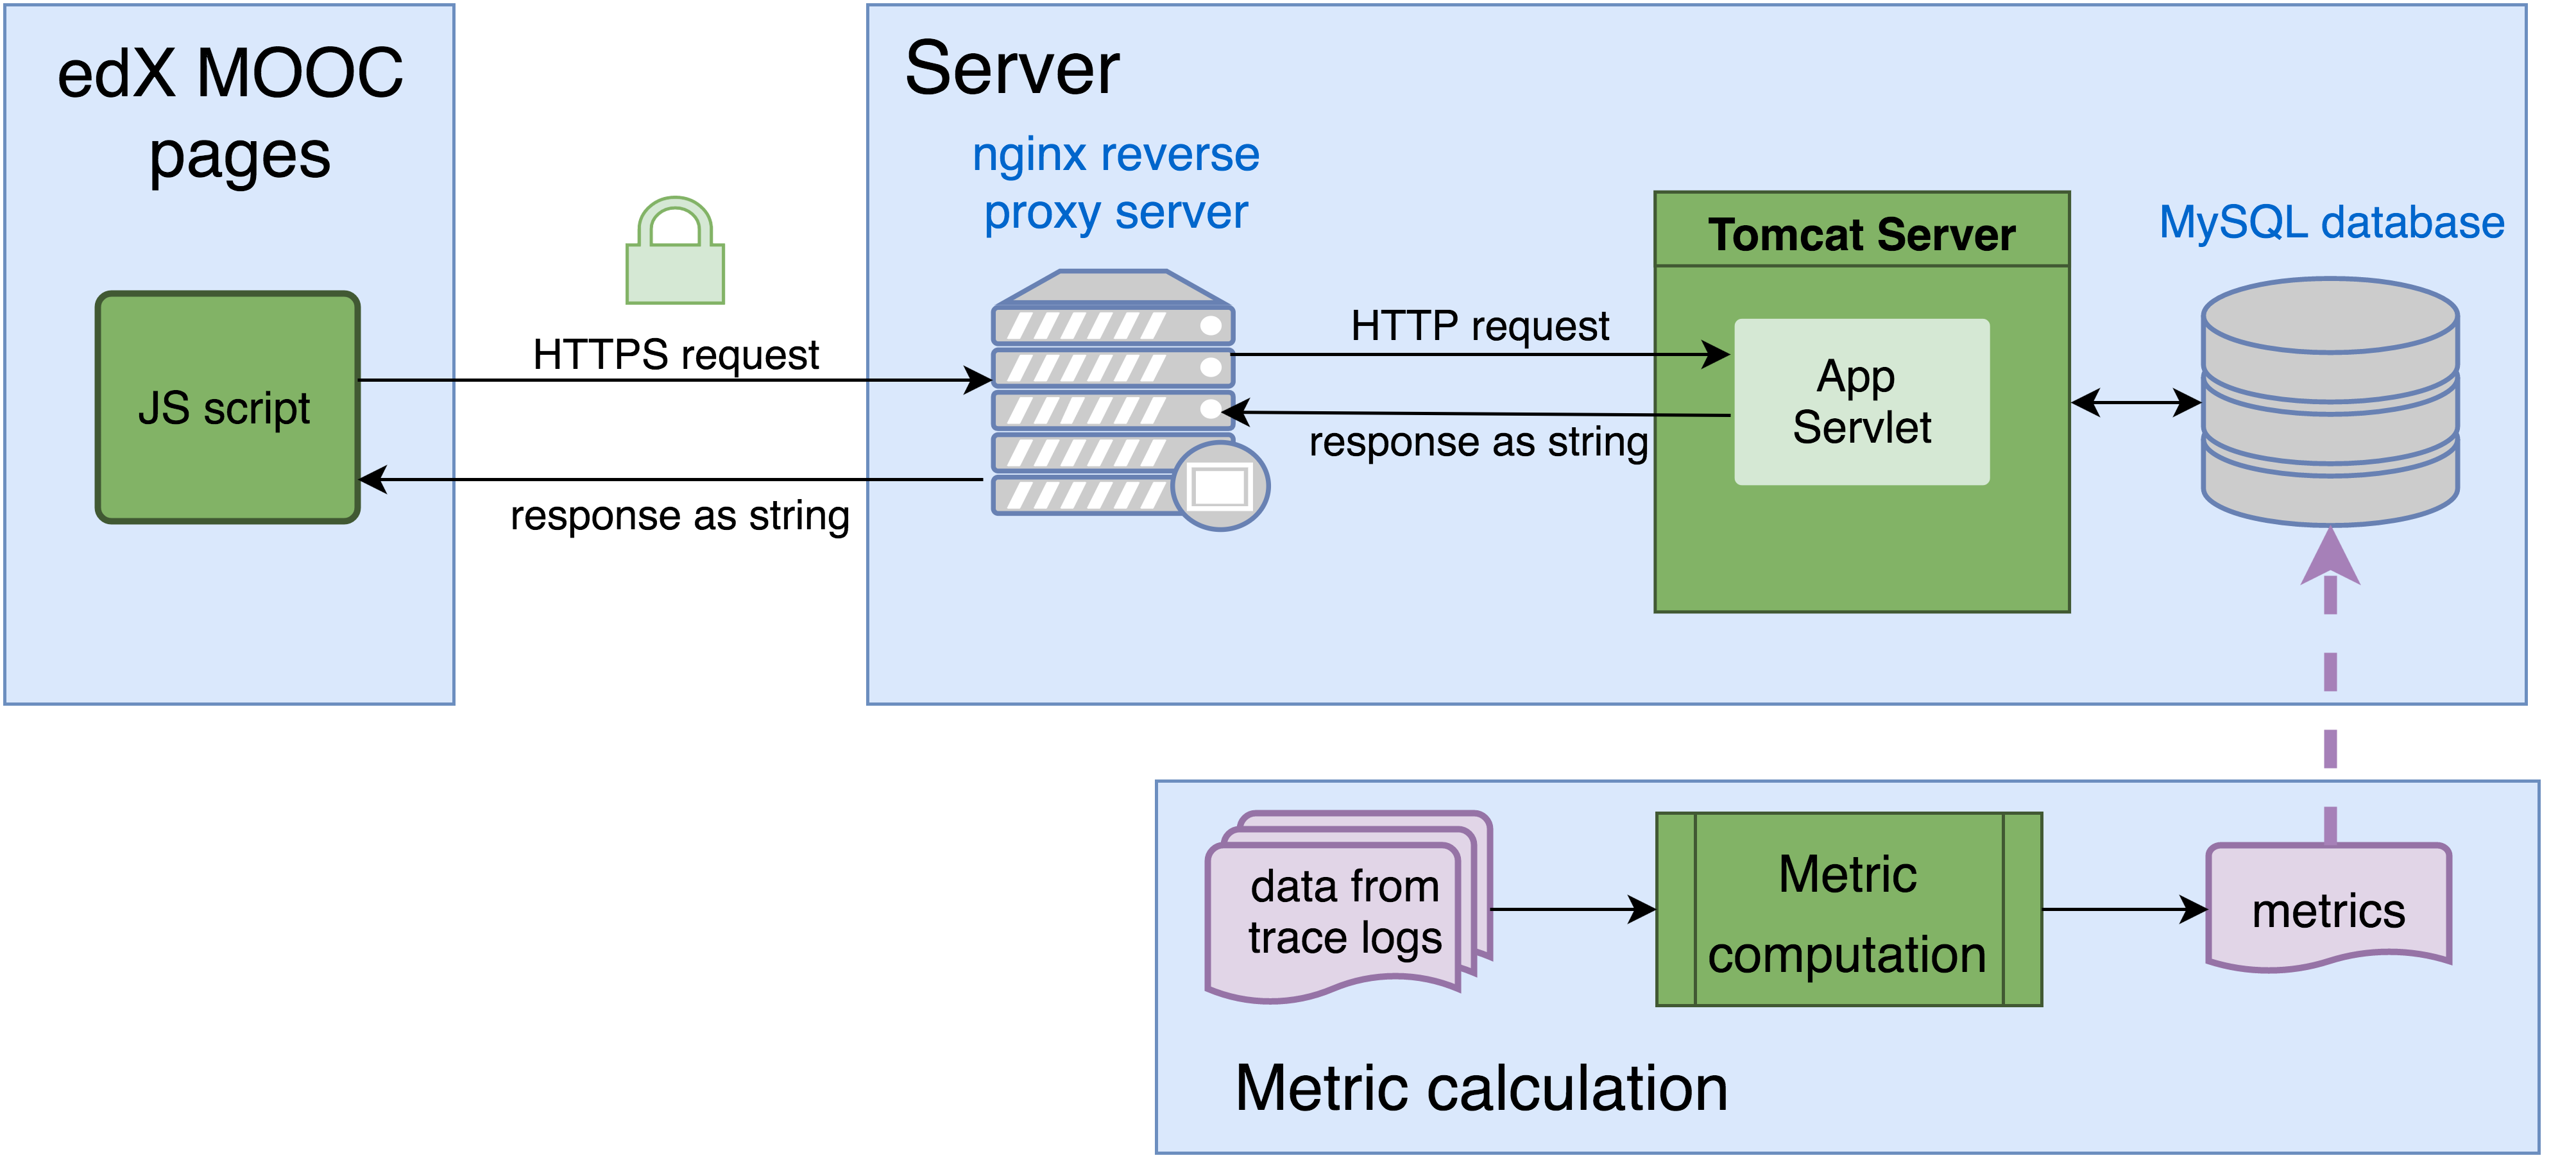 edX MOOC
pages
JS script
HTTPS request
response as string
Server
nginx reverse
proxy server
HTTP request
response as string
Tomcat Server
App
Servlet
MySQL database
data from
trace logs
Metric
computation
metrics
Metric calculation